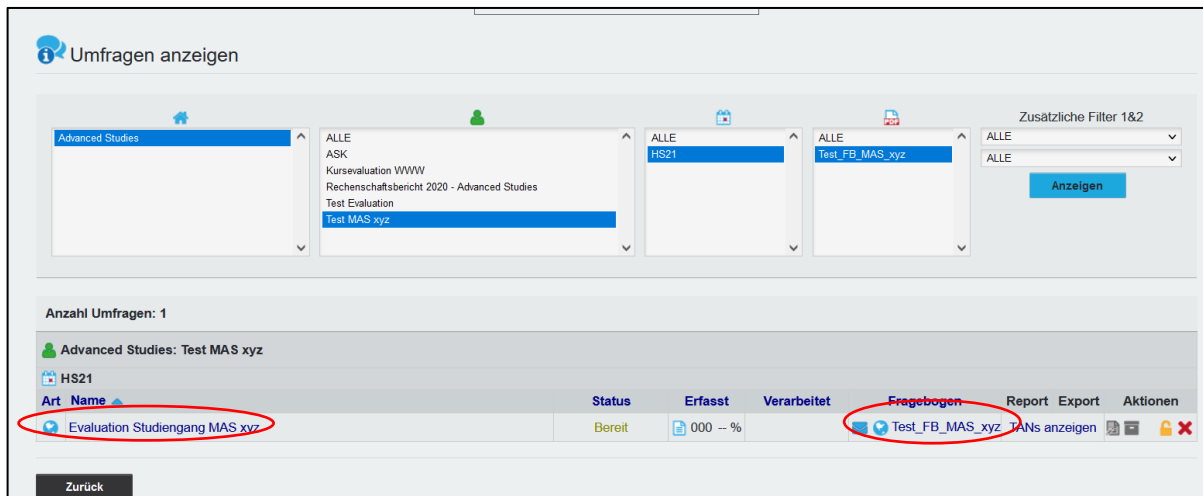 Umfragen anzeigen
Zusätzliche Filter 1&2
Advanced Studies
ALLE
ASK
Kursevaluation WWW
Rechenschaftsbericht 2020 - Advanced Studies
Test Evaluation
Test MAS xyz
ALLE
HS21
PDF
ALLE
Test_FB_MAS_xyz
ALLE
ALLE
Anzeigen
Anzahl Umfragen: 1
Advanced Studies: Test MAS xyz
HS21
Art Name Status Erfasst Verarbeitet Fragebogen Report Export Aktionen
Evaluation Studiengang MAS xyz Bereit 000 -- % Test_FB_MAS_xyz TANs anzeigen
Zurück